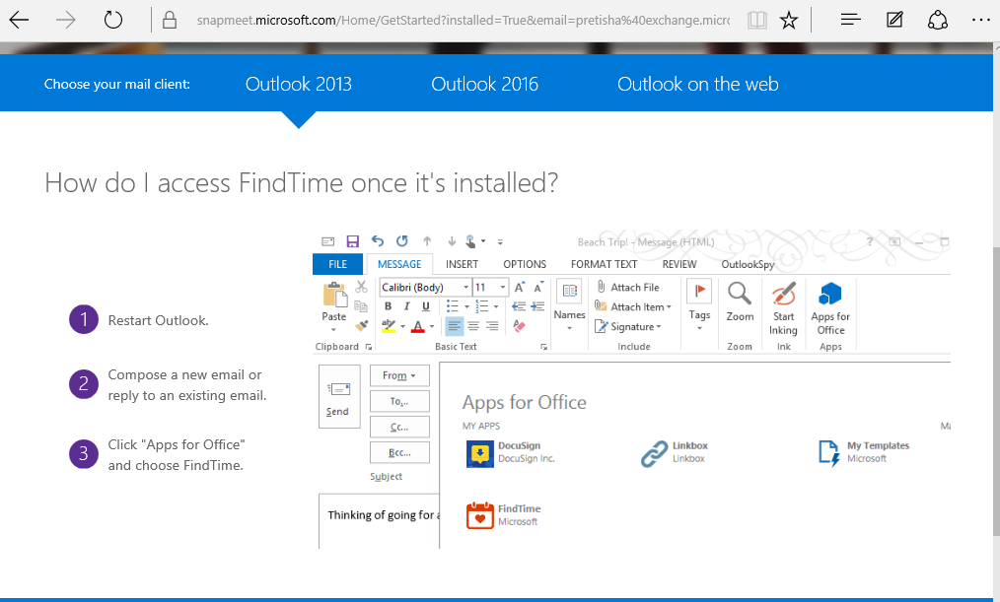 snapmeet.microsoft.com/Home/GetStarted?installed=True&email=pretisha%40exchange.micro
Choose your mail client:
Outlook 2013
Outlook 2016
Outlook on the web
How do I access FindTime once it's installed?
1 Restart Outlook.
2 Compose a new email or
reply to an existing email.
3 Click "Apps for Office"
and choose FindTime.
Beach Trip! - Message (HTML)
FILE MESSAGE INSERT OPTIONS FORMAT TEXT REVIEW OutlookSpy
Paste
Clipboard
Calibri (Body) 11
B I U
Basic Text
Names
Attach File
Attach Item
Signature
Include
Tags
Zoom
Zoom
Start
Inking
Ink
Apps for
Office
Apps
Send
From
To...
Cc...
Bcc...
Subject
Thinking of going for a
Apps for Office
MY APPS
DocuSign
DocuSign Inc.
Linkbox
Linkbox
My Templates
Microsoft
FindTime
Microsoft